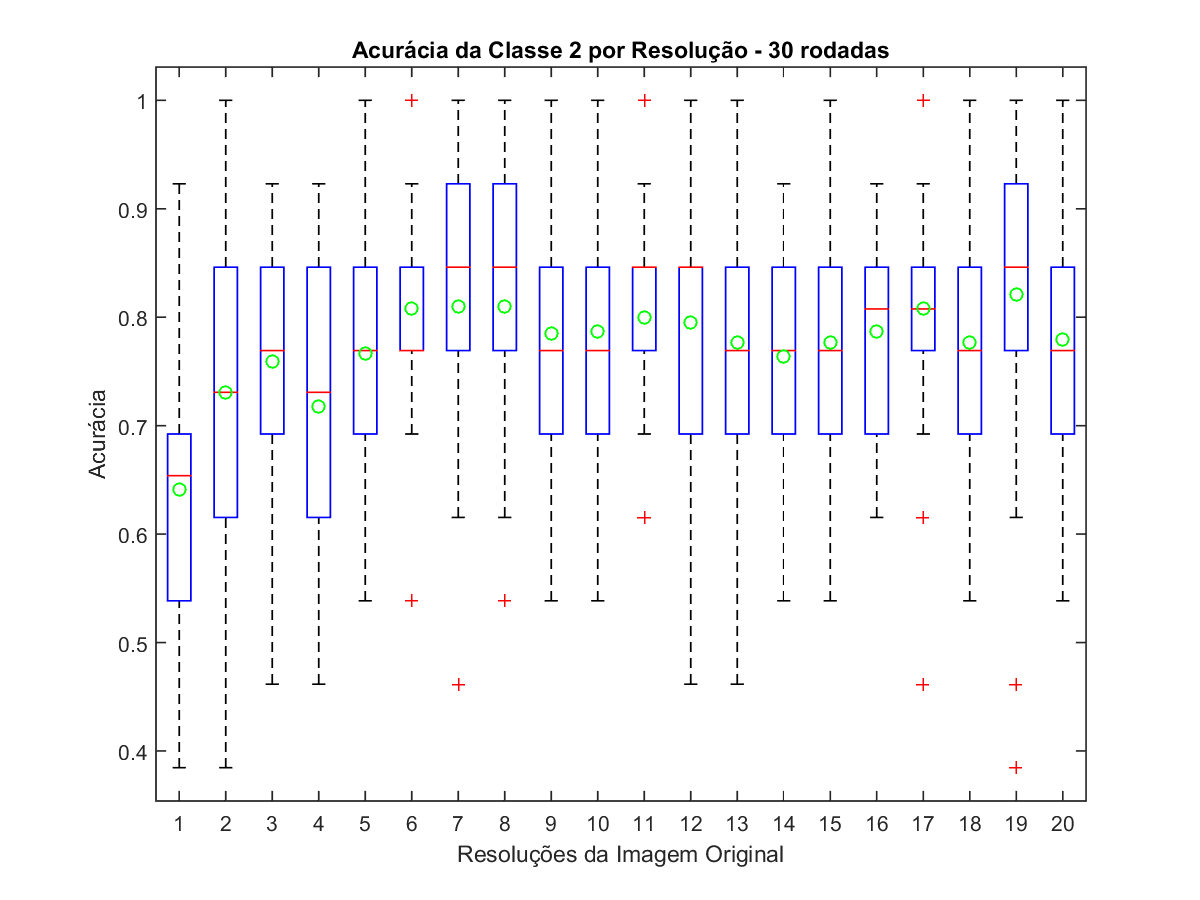 Acurácia da Classe 2 por Resolução - 30 rodadas
1
0.9
0.8
0.7
0.6
0.5
0.4
Acurácia
1 2 3 4 5 6 7 8 9 10 11 12 13 14 15 16 17 18 19 20
Resoluções da Imagem Original